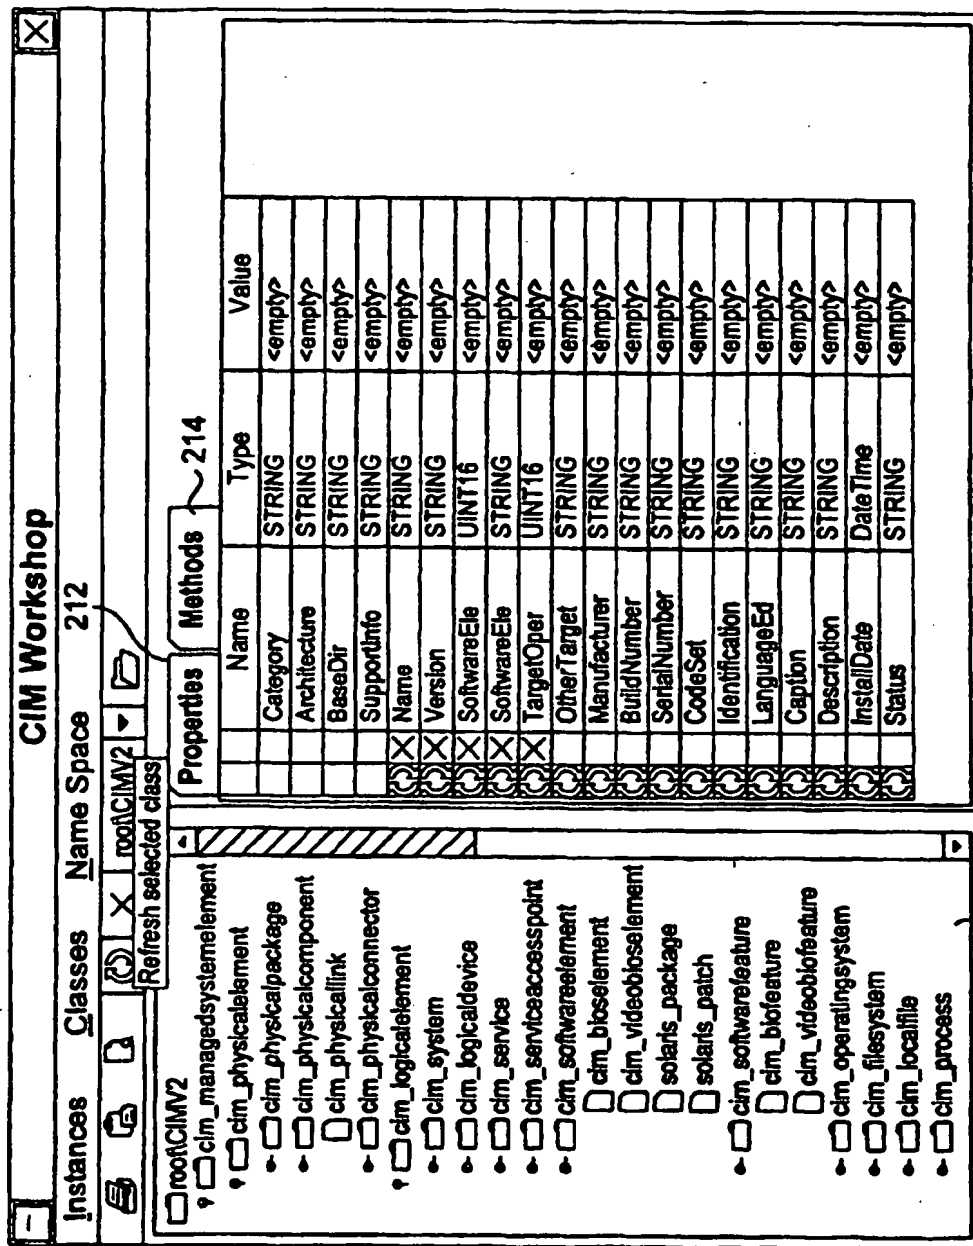 CIM Workshop
Instances Classes Name Space 212
root\CIMV2
Refresh selected class
root\CIMV2
cim_managedsystemelement
cim_physicalelement
cim_physicalpackage
cim_physicalcomponent
cim_physicallink
cim_physicalconnector
cim_logicalelement
cim_system
cim_logicaldevice
cim_service
cim_serviceaccesspoint
cim_softwareelement
cim_bioselement
cim_videobioselement
solaris_package
solaris_patch
cim_softwarefeature
cim_biofeature
cim_videobiofeature
cim_operatingsystem
cim_filesystem
cim_localfile
cim_process
Properties Methods 214
Name Type Value
Category STRING <empty>
Architecture STRING <empty>
BaseDir STRING <empty>
SupportInfo STRING <empty>
Name STRING <empty>
Version STRING <empty>
SoftwareEle UINT16 <empty>
SoftwareEle STRING <empty>
TargetOper UINT16 <empty>
OtherTarget STRING <empty>
Manufacturer STRING <empty>
BuildNumber STRING <empty>
SerialNumber STRING <empty>
CodeSet STRING <empty>
Identification STRING <empty>
LanguageEd STRING <empty>
Caption STRING <empty>
Description STRING <empty>
InstallDate DateTime <empty>
Status STRING <empty>